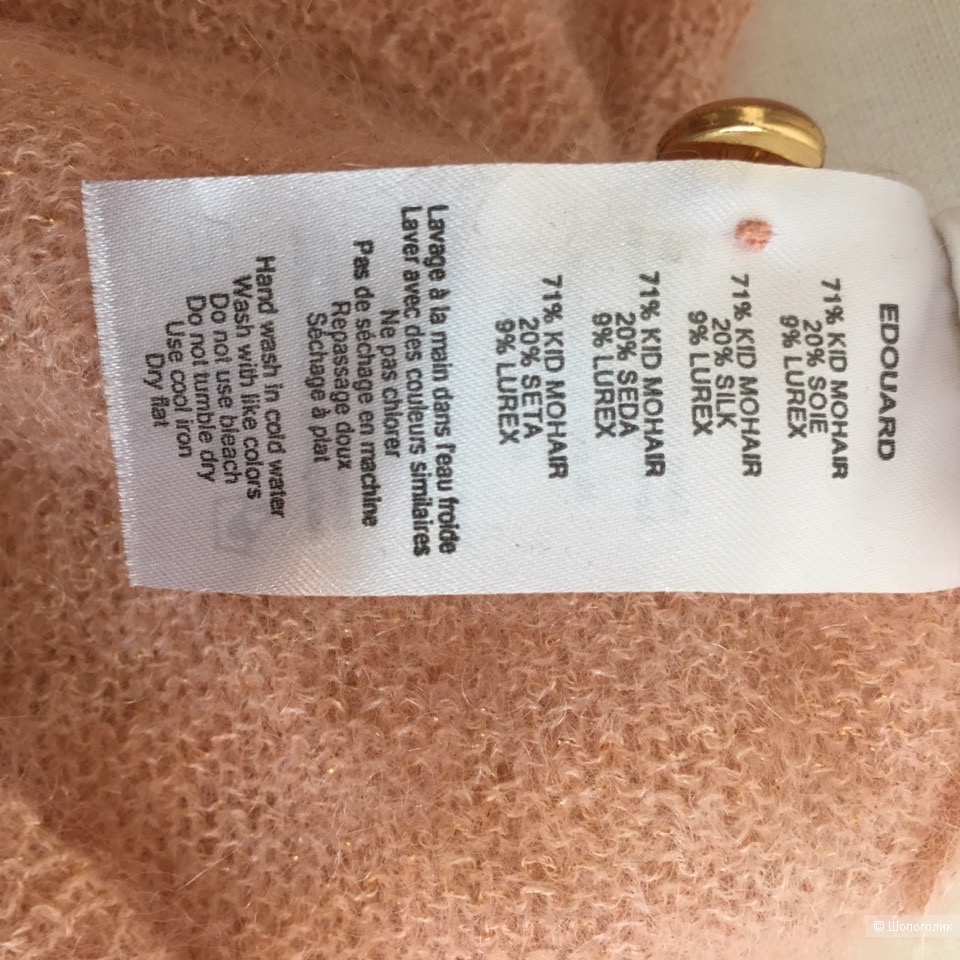 EDOUARD
71% KID MOHAIR
20% SOIE
9% LUREX
71% KID MOHAIR
20% SILK
9% LUREX
71% KID MOHAIR
20% SEDA
9% LUREX
71% KID MOHAIR
20% SETA
9% LUREX
Lavage à la main dans l'eau froide
Laver avec des couleurs similaires
Ne pas chlorer
Pas de séchage en machine
Repassage doux
Séchage à plat
Hand wash in cold water
Wash with like colors
Do not use bleach
Do not tumble dry
Use cool iron
Dry flat
© Шопоголик